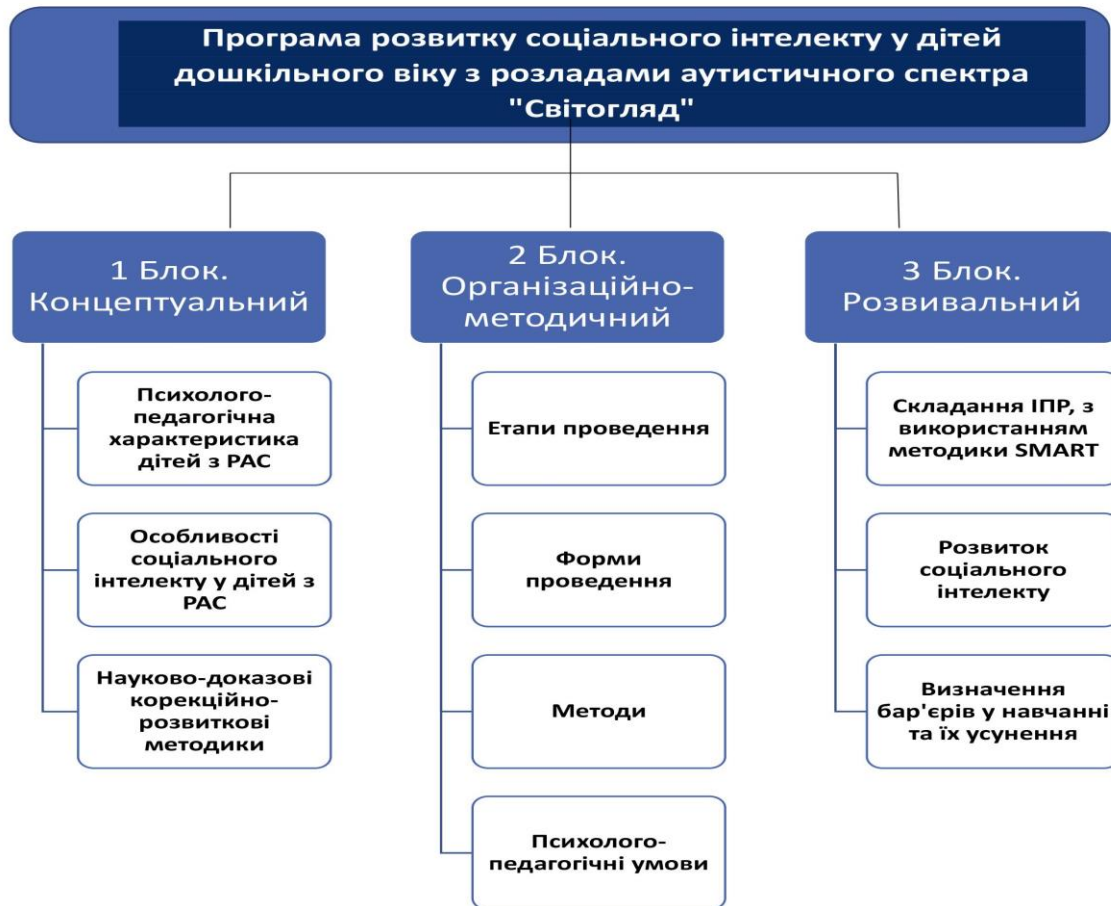 Програма розвитку соціального інтелекту у дітей
дошкільного віку з розладами аутистичного спектра
"Світогляд"
1 Блок.
Концептуальний
Психолого-
педагогічна
характеристика
дітей з РАС
Особливості
соціального
інтелекту у дітей з
РАС
Науково-доказові
корекційно-
розвиткові
методики
2 Блок.
Організаційно-
методичний
Етапи проведення
Форми
проведення
Методи
Психолого-
педагогічні умови
3 Блок.
Розвивальний
Складання ІПР, з
використанням
методики SMART
Розвиток
соціального
інтелекту
Визначення
бар'єрів у навчанні
та їх усунення